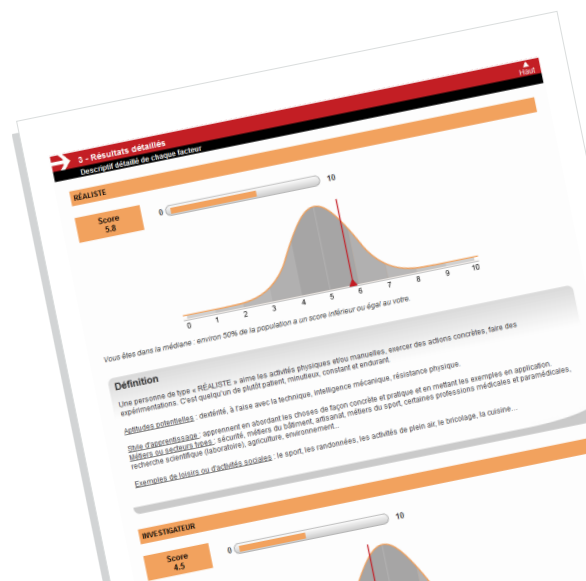 Haut
3 - Résultats détaillés
Descriptif détaillé de chaque facteur
RÉALISTE
Score
5.8
0 10
0 1 2 3 4 5 6 7 8 9 10
Vous êtes dans la médiane : environ 50% de la population a un score inférieur ou égal au votre.
Définition
Une personne de type « RÉALISTE » aime les activités physiques et/ou manuelles, exercer des actions concrètes, faire des
expérimentations. C'est quelqu'un de plutôt patient, minutieux, constant et endurant.
Aptitudes potentielles : dextérité, à l'aise avec la technique, intelligence mécanique, résistance physique.
Style d'apprentissage : apprennent en abordant les choses de façon concrète et pratique et en mettant les exemples en application.
Métiers ou secteurs types : sécurité, métiers du bâtiment, artisanat, métiers du sport, certaines professions médicales et paramédicales,
recherche scientifique (laboratoire), agriculture, environnement...
Exemples de loisirs ou d'activités sociales : le sport, les randonnées, les activités de plein air, le bricolage, la cuisine...
INVESTIGATEUR
Score
4.5
0 10